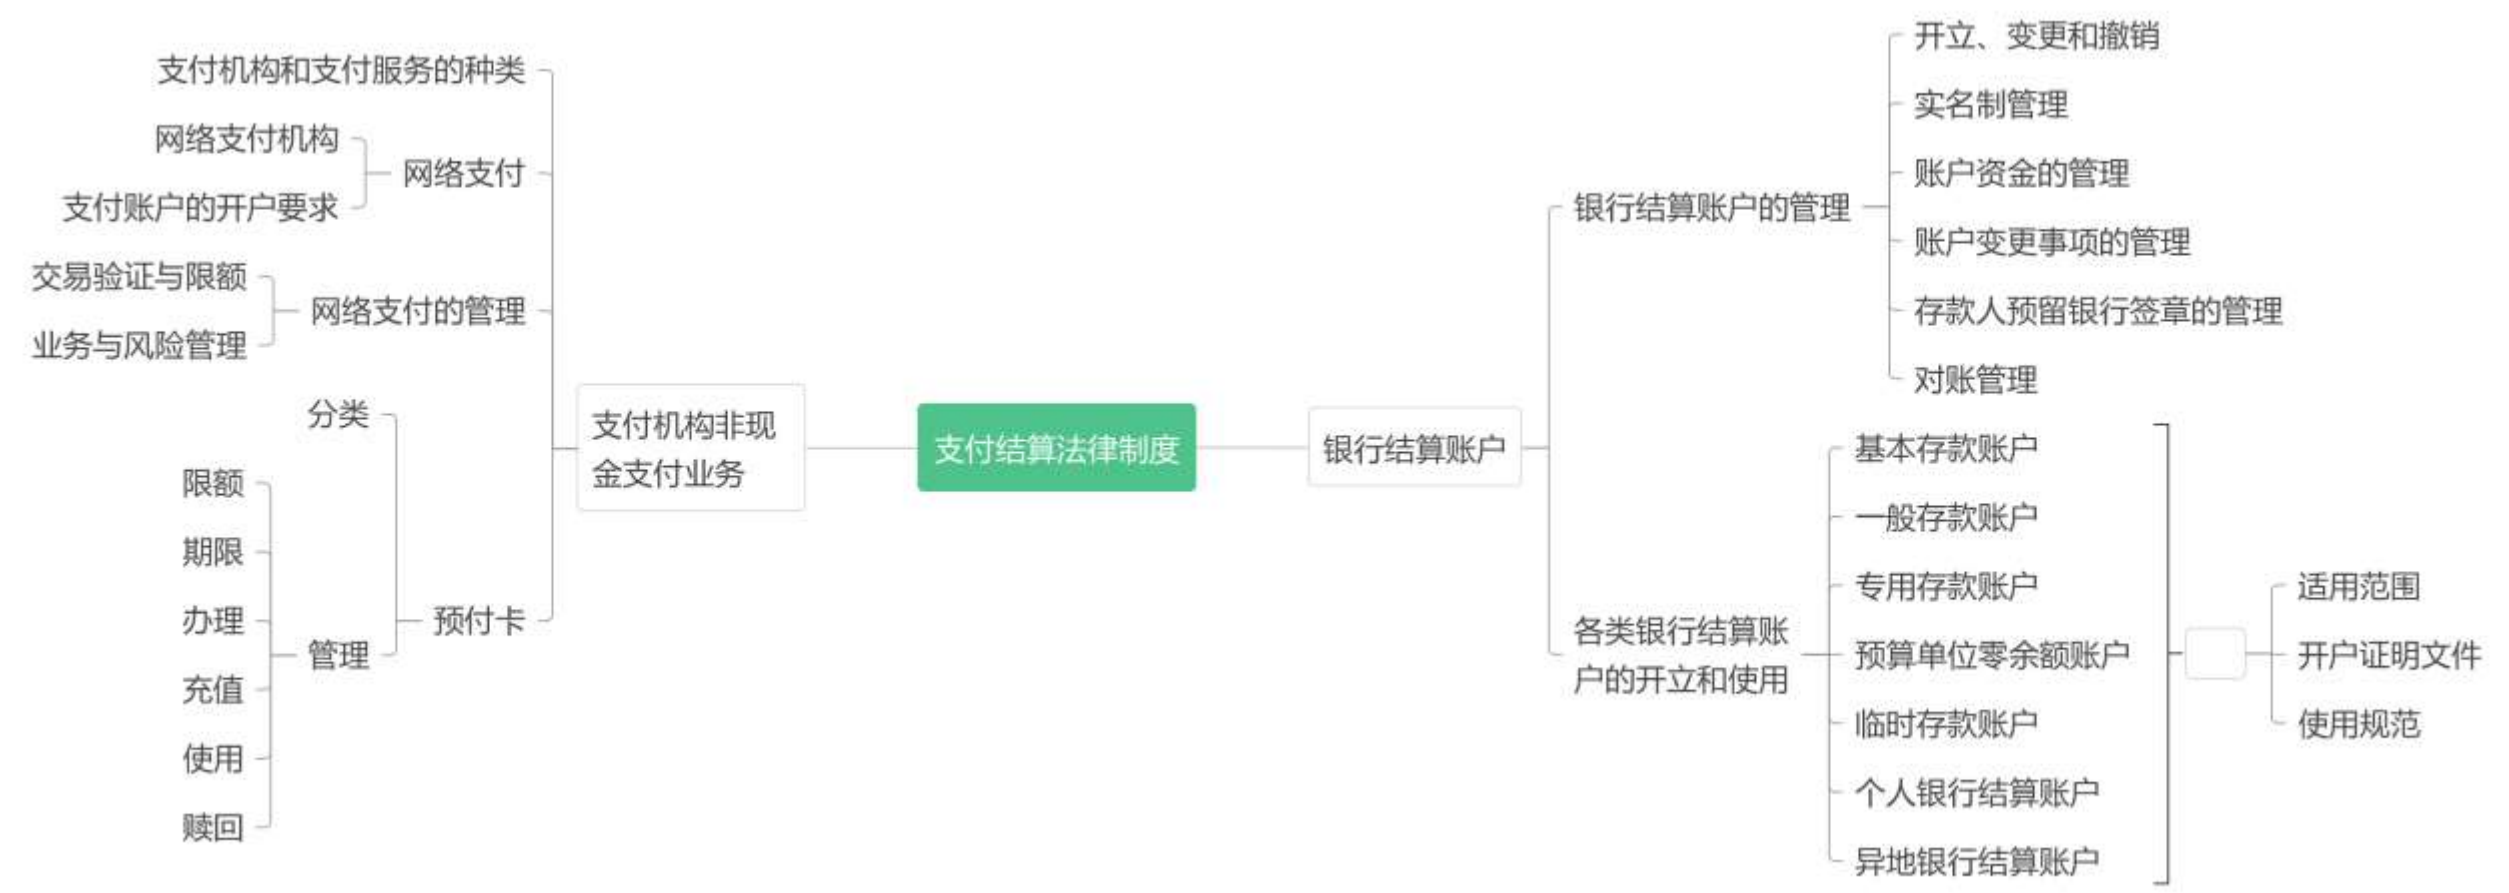 支付结算法律制度
支付机构非现
金支付业务
支付机构和支付服务的种类
网络支付
网络支付机构
支付账户的开户要求
网络支付的管理
交易验证与限额
业务与风险管理
预付卡
分类
管理
限额
期限
办理
充值
使用
赎回
银行结算账户
银行结算账户的管理
开立、变更和撤销
实名制管理
账户资金的管理
账户变更事项的管理
存款人预留银行签章的管理
对账管理
各类银行结算账
户的开立和使用
基本存款账户
一般存款账户
专用存款账户
预算单位零余额账户
临时存款账户
个人银行结算账户
异地银行结算账户
适用范围
开户证明文件
使用规范